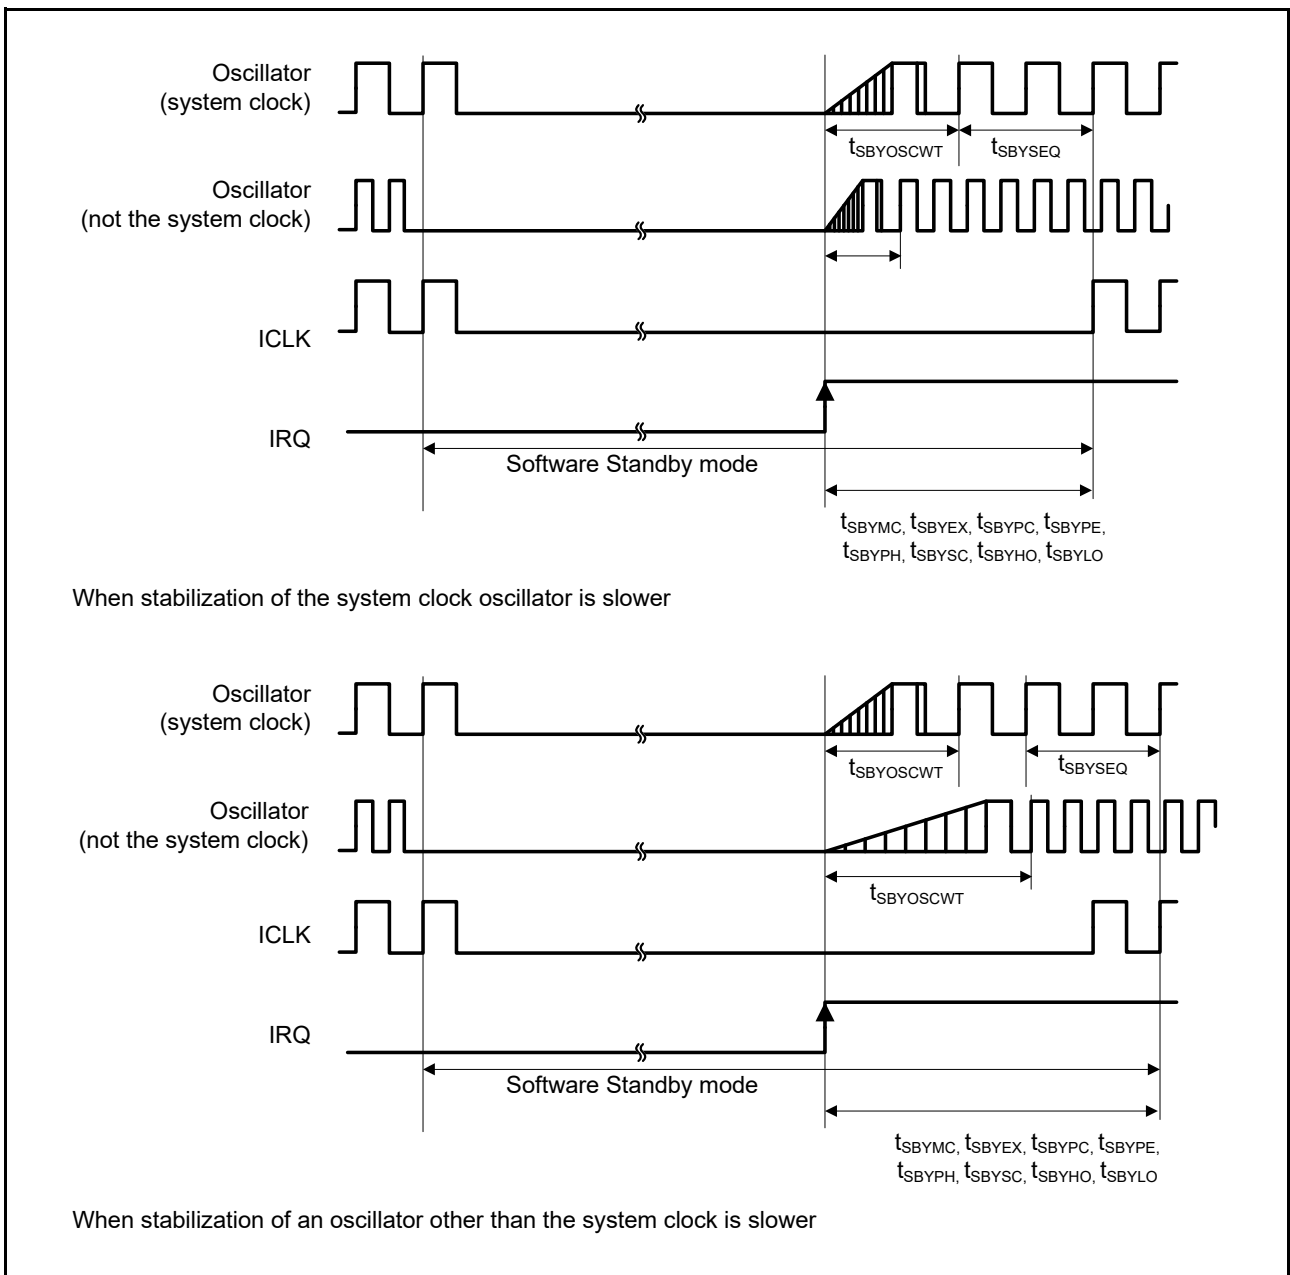 Oscillator
(system clock)
tSBYOSCWT
tSBYSEQ
Oscillator
(not the system clock)
ICLK
IRQ
Software Standby mode
tSBYMC, tSBYEX, tSBYPC, tSBYPE,
tSBYPH, tSBYSC, tSBYHO, tSBYLO
When stabilization of the system clock oscillator is slower
Oscillator
(system clock)
tSBYOSCWT
tSBYSEQ
Oscillator
(not the system clock)
tSBYOSCWT
ICLK
IRQ
Software Standby mode
tSBYMC, tSBYEX, tSBYPC, tSBYPE,
tSBYPH, tSBYSC, tSBYHO, tSBYLO
When stabilization of an oscillator other than the system clock is slower